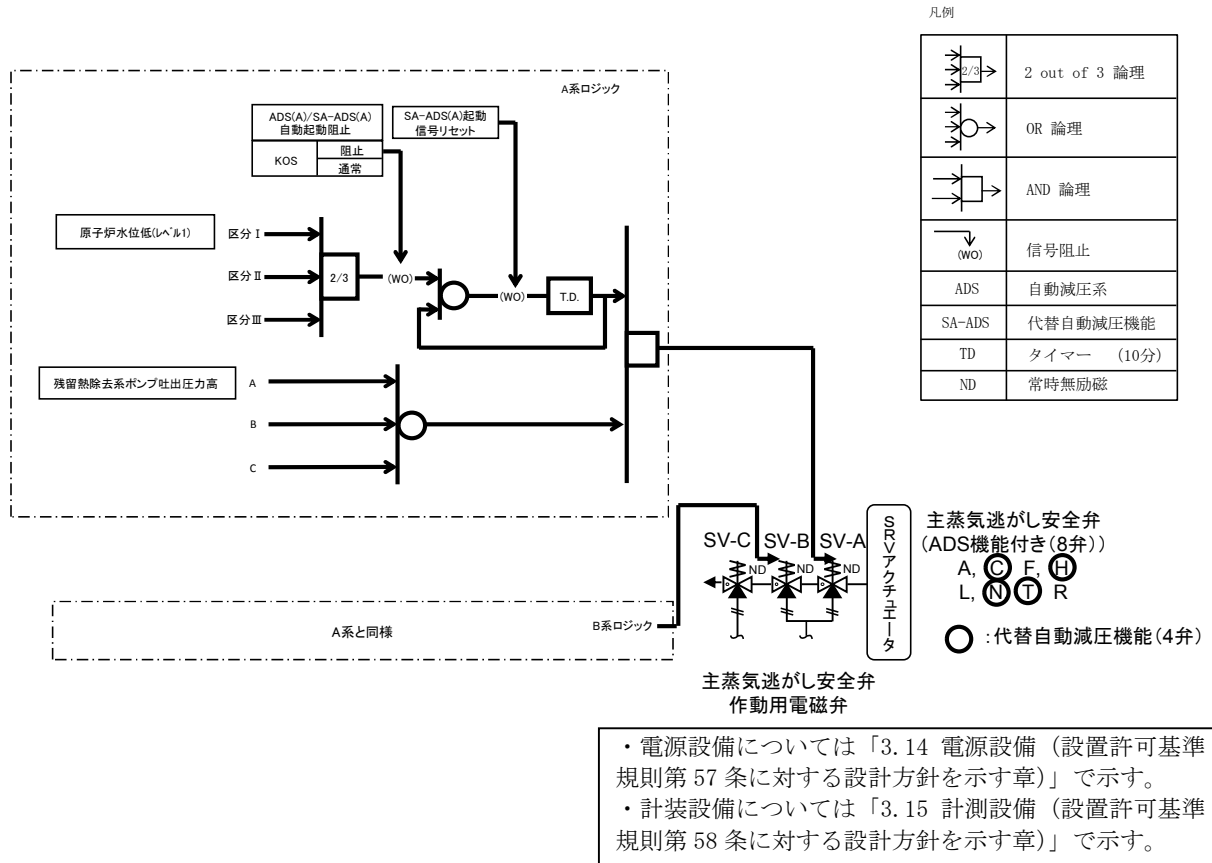 凡例
2/3
2 out of 3 論理
OR 論理
AND 論理
(WO)
信号阻止
ADS
自動減圧系
SA-ADS
代替自動減圧機能
TD
タイマー (10分)
ND
常時無励磁
A系ロジック
ADS(A)/SA-ADS(A)
自動起動阻止
KOS
阻止
通常
SA-ADS(A)起動
信号リセット
原子炉水位低(ﾚﾍﾞﾙ1)
区分Ⅰ
区分Ⅱ
区分Ⅲ
2/3
(WO)
(WO)
T.D.
残留熱除去系ポンプ吐出圧力高
A
B
C
SV-C
SV-B
SV-A
ND
ND
ND
SRVアクチュエータ
主蒸気逃がし安全弁
(ADS機能付き(8弁))
A, C F, H
L, N T R
:代替自動減圧機能(4弁)
A系と同様
B系ロジック
主蒸気逃がし安全弁
作動用電磁弁
・電源設備については「3.14 電源設備(設置許可基準
規則第 57 条に対する設計方針を示す章)」で示す。
・計装設備については「3.15 計測設備(設置許可基準
規則第 58 条に対する設計方針を示す章)」で示す。